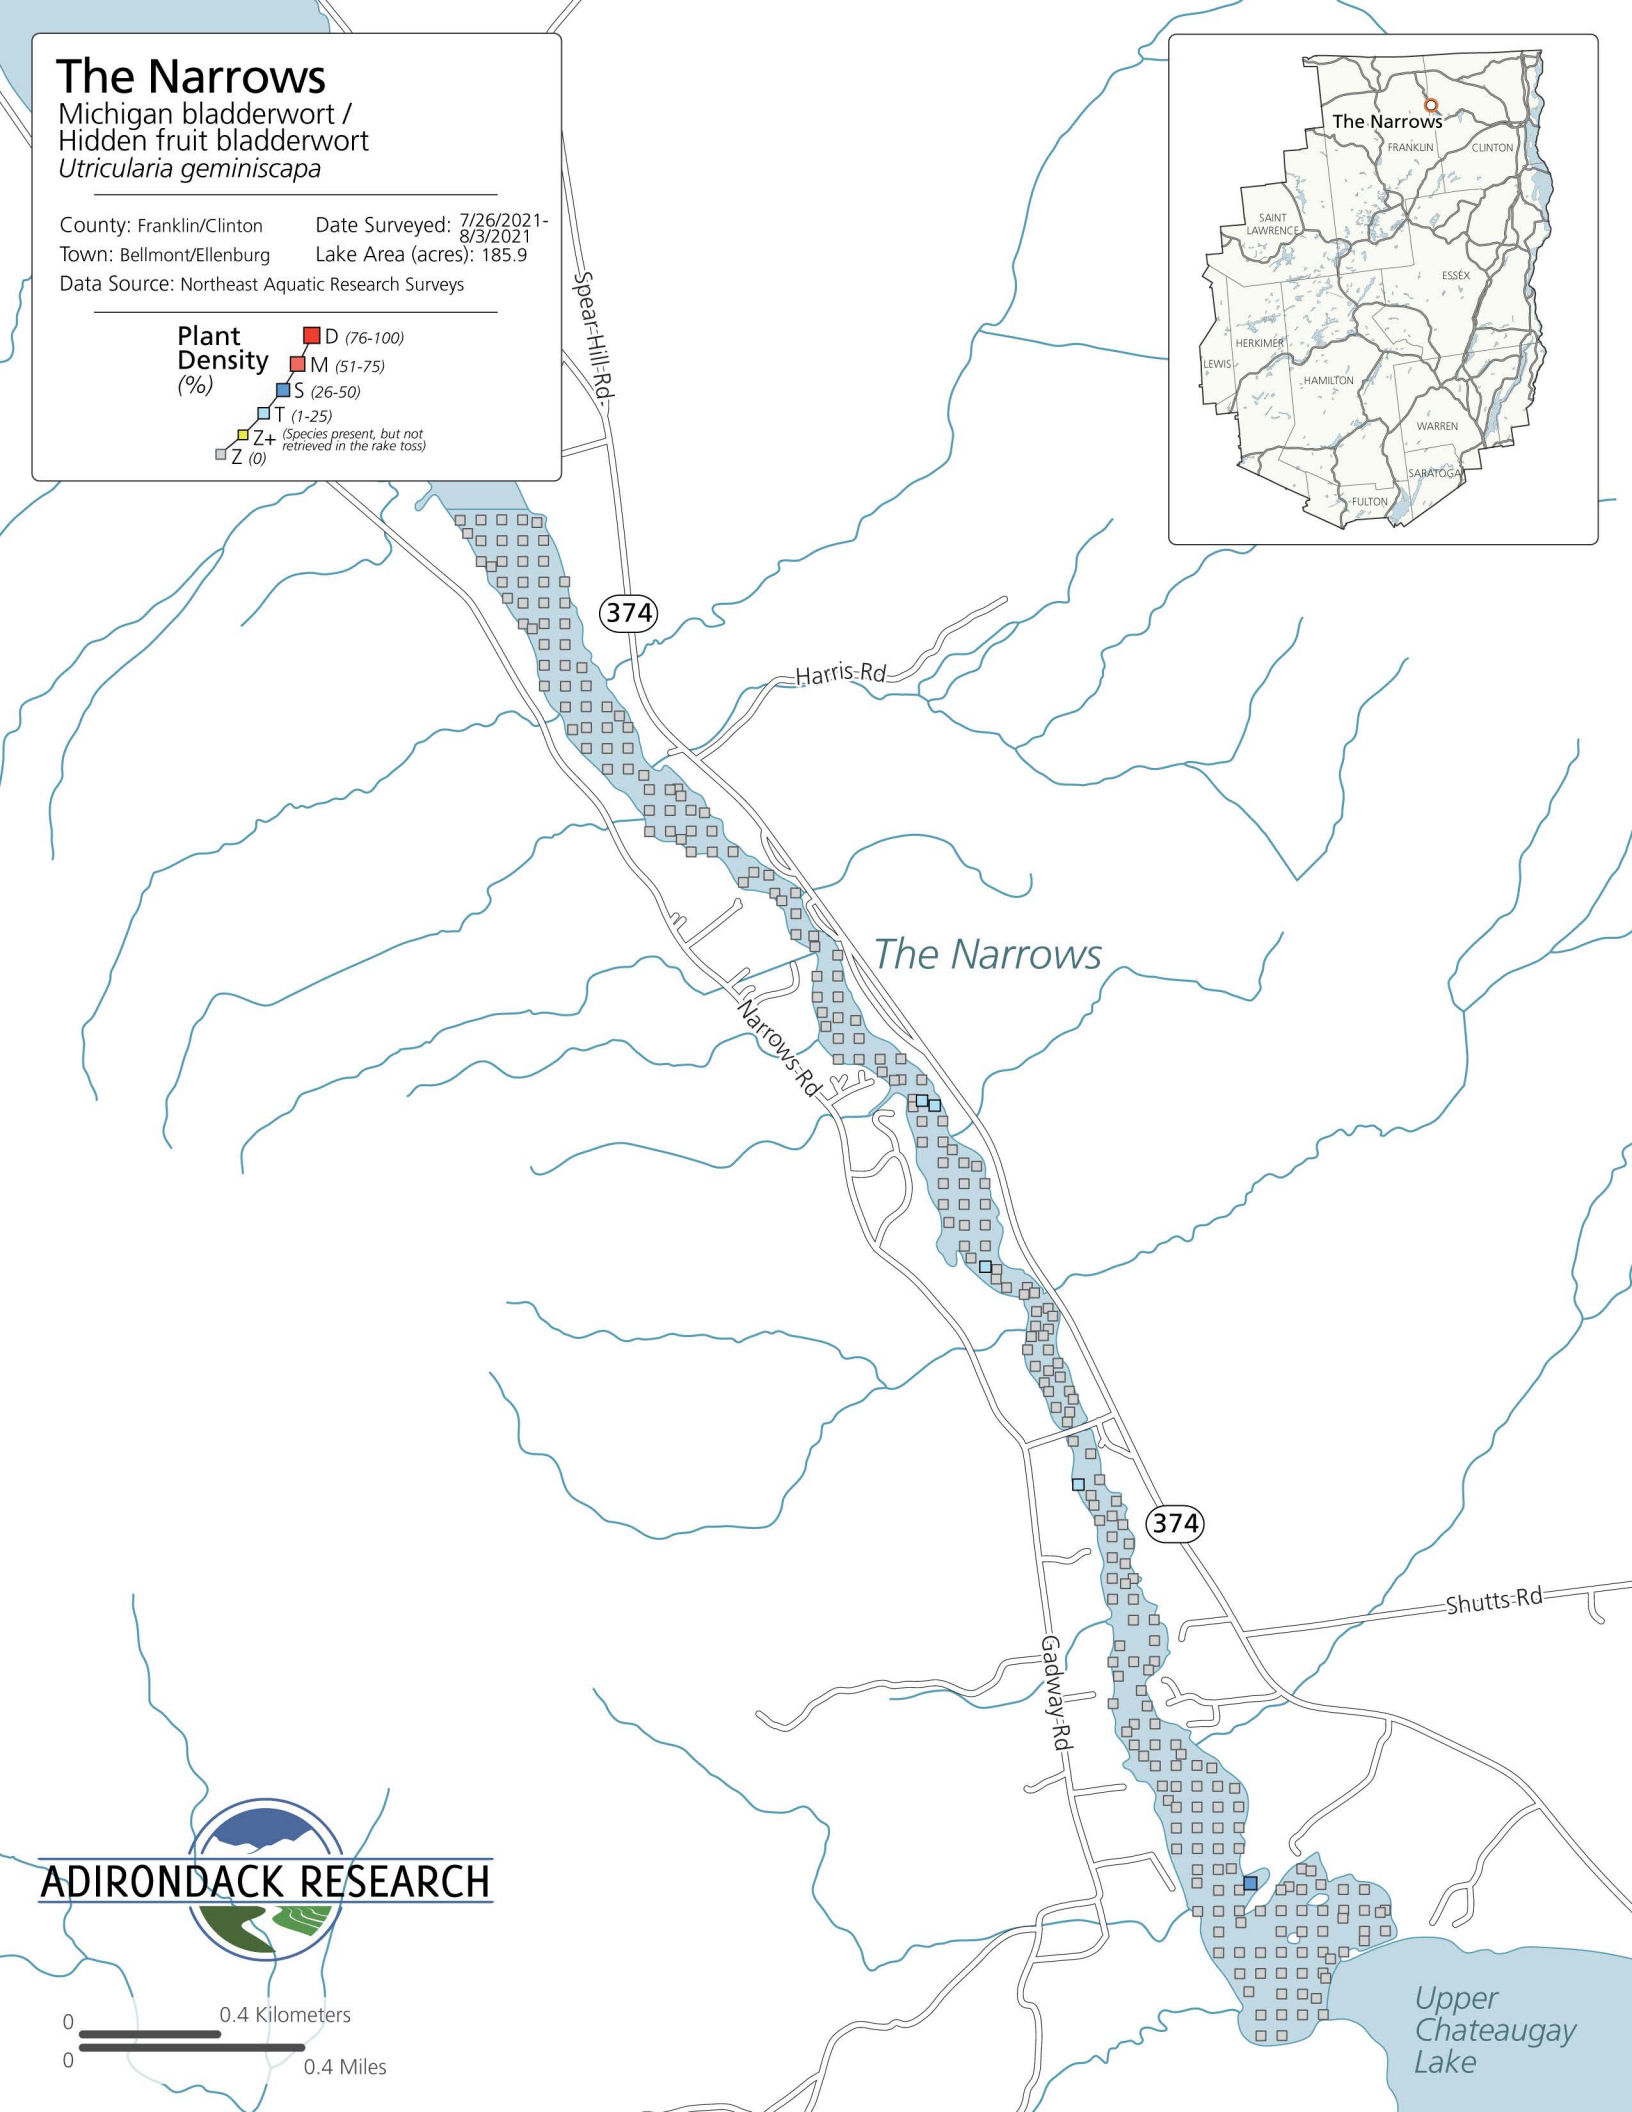 The Narrows
Michigan bladderwort /
Hidden fruit bladderwort
Utricularia geminiscapa
County: Franklin/Clinton
Date Surveyed: 7/26/2021-
8/3/2021
Town: Bellmont/Ellenburg
Lake Area (acres): 185.9
Data Source: Northeast Aquatic Research Surveys
Plant
Density
(%)
D (76-100)
M (51-75)
S (26-50)
T (1-25)
Z+ (Species present, but not
retrieved in the rake toss)
Z (0)
The Narrows
FRANKLIN
CLINTON
SAINT
LAWRENCE
ESSEX
HERKIMER
LEWIS
HAMILTON
WARREN
SARATOGA
FULTON
Spear Hill Rd
374
Harris Rd
The Narrows
Narrows Rd
374
Shutts Rd
Gadway Rd
ADIRONDACK RESEARCH
0
0.4 Kilometers
0
0.4 Miles
Upper
Chateaugay
Lake